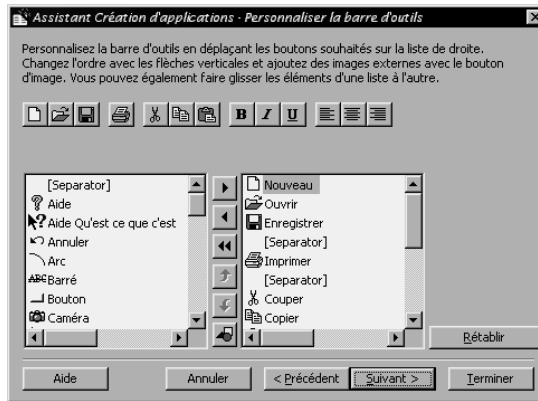 Assistant Création d'applications - Personnaliser la barre d'outils
Personnalisez la barre d'outils en déplaçant les boutons souhaités sur la liste de droite.
Changez l'ordre avec les flèches verticales et ajoutez des images externes avec le bouton
d'image. Vous pouvez également faire glisser les éléments d'une liste à l'autre.
B I U
[Separator]
Aide
Aide Qu'est ce que c'est
Annuler
Arc
ABC Barré
Bouton
Caméra
Nouveau
Ouvrir
Enregistrer
[Separator]
Imprimer
[Separator]
Couper
Copier
Rétablir
Aide
Annuler
< Précédent
Suivant >
Terminer